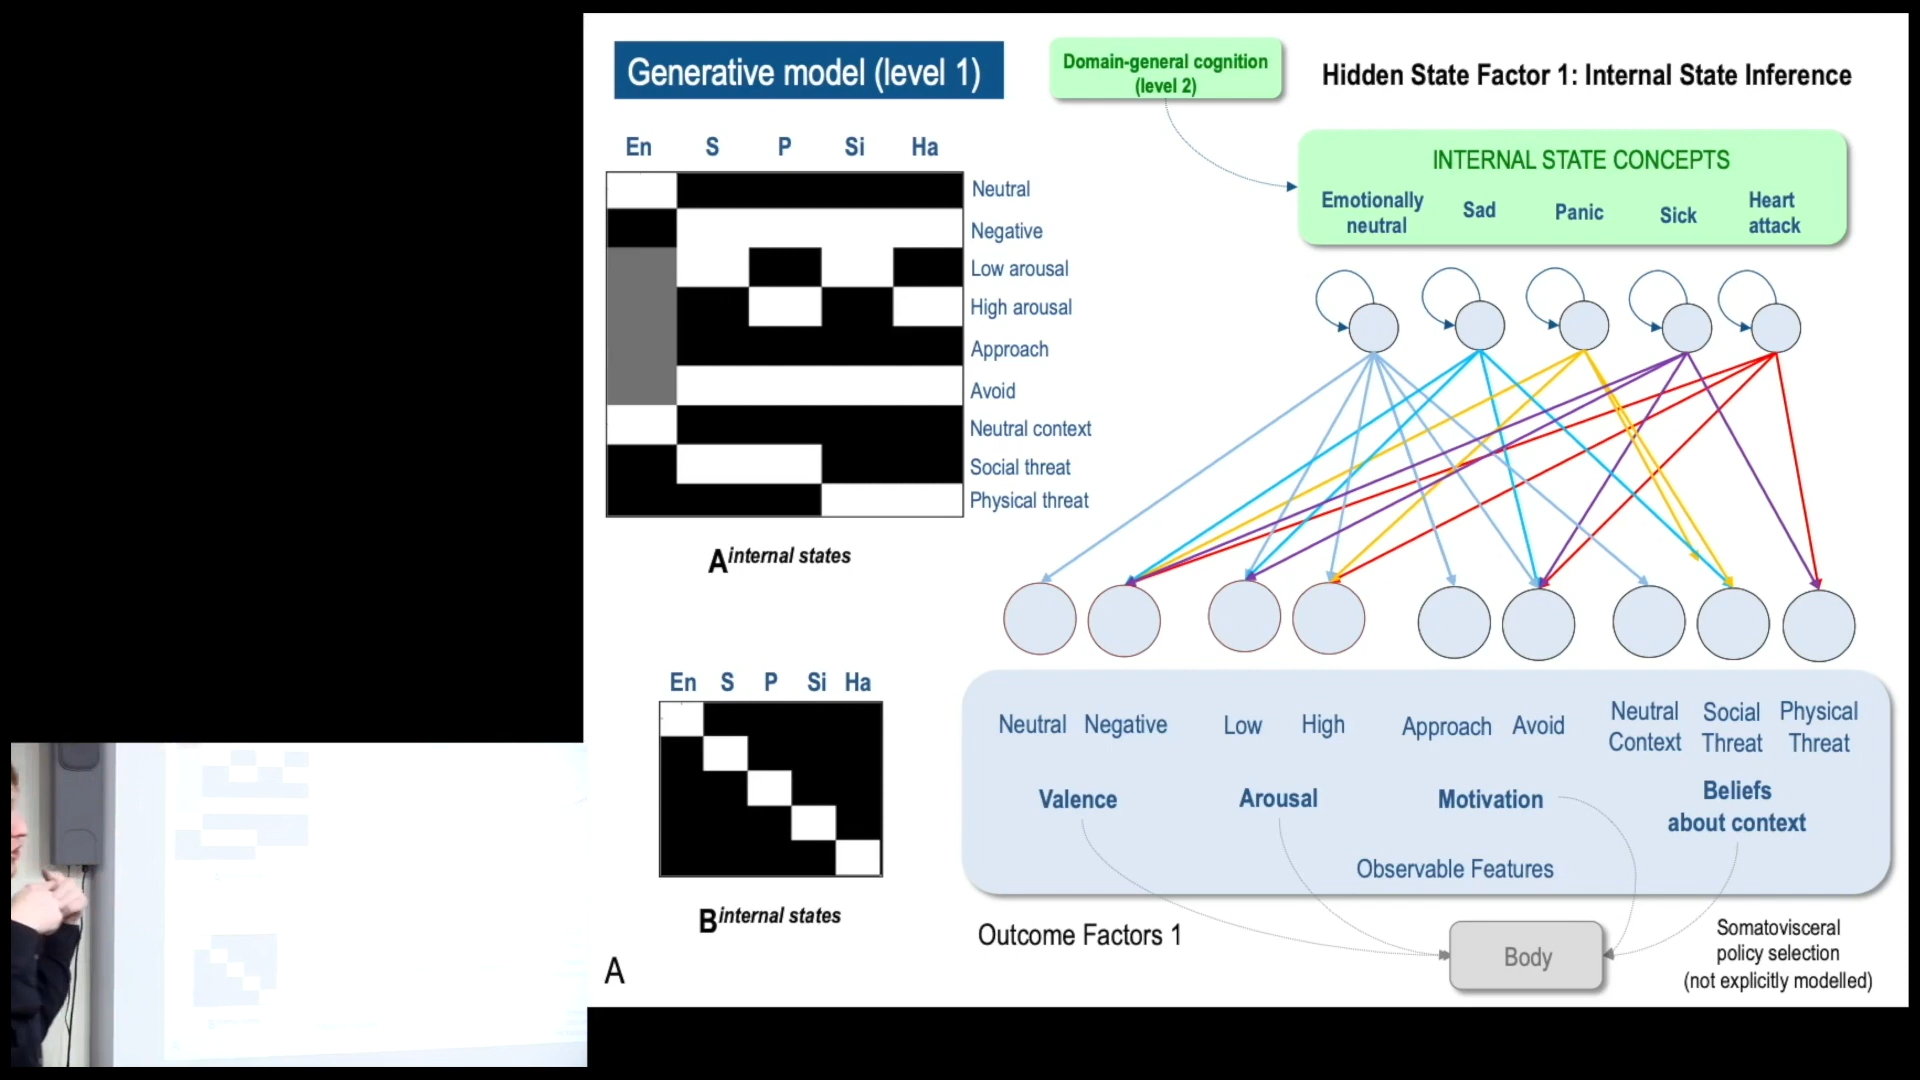 Generative model (level 1)
Domain-general cognition
(level 2)
Hidden State Factor 1: Internal State Inference
En S P Si Ha
Neutral
Negative
Low arousal
High arousal
Approach
Avoid
Neutral context
Social threat
Physical threat
A internal states
INTERNAL STATE CONCEPTS
Emotionally
neutral
Sad
Panic
Sick
Heart
attack
En S P Si Ha
B internal states
A
Neutral Negative
Low High
Approach Avoid
Neutral
Context
Social
Threat
Physical
Threat
Valence
Arousal
Motivation
Beliefs
about context
Observable Features
Outcome Factors 1
Body
Somatovisceral
policy selection
(not explicitly modelled)